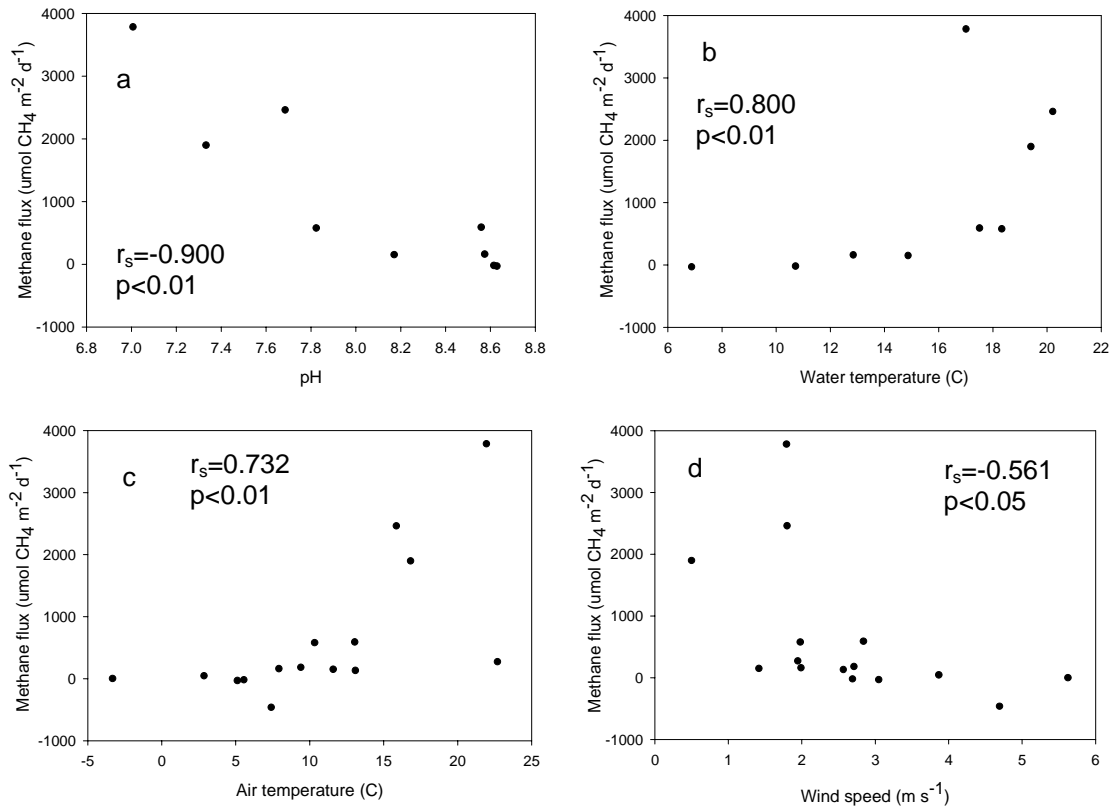 4000
3000
2000
1000
0
-1000
Methane flux (umol CH4 m-2 d-1)
a
rs=-0.900
p<0.01
6.8 7.0 7.2 7.4 7.6 7.8 8.0 8.2 8.4 8.6 8.8
pH
4000
3000
2000
1000
0
-1000
Methane flux (umol CH4 m-2 d-1)
b
rs=0.800
p<0.01
6 8 10 12 14 16 18 20 22
Water temperature (C)
4000
3000
2000
1000
0
-1000
Methane flux (umol CH4 m-2 d-1)
c
rs=0.732
p<0.01
-5 0 5 10 15 20 25
Air temperature (C)
4000
3000
2000
1000
0
-1000
Methane flux (umol CH4 m-2 d-1)
d
rs=-0.561
p<0.05
0 1 2 3 4 5 6
Wind speed (m s-1)